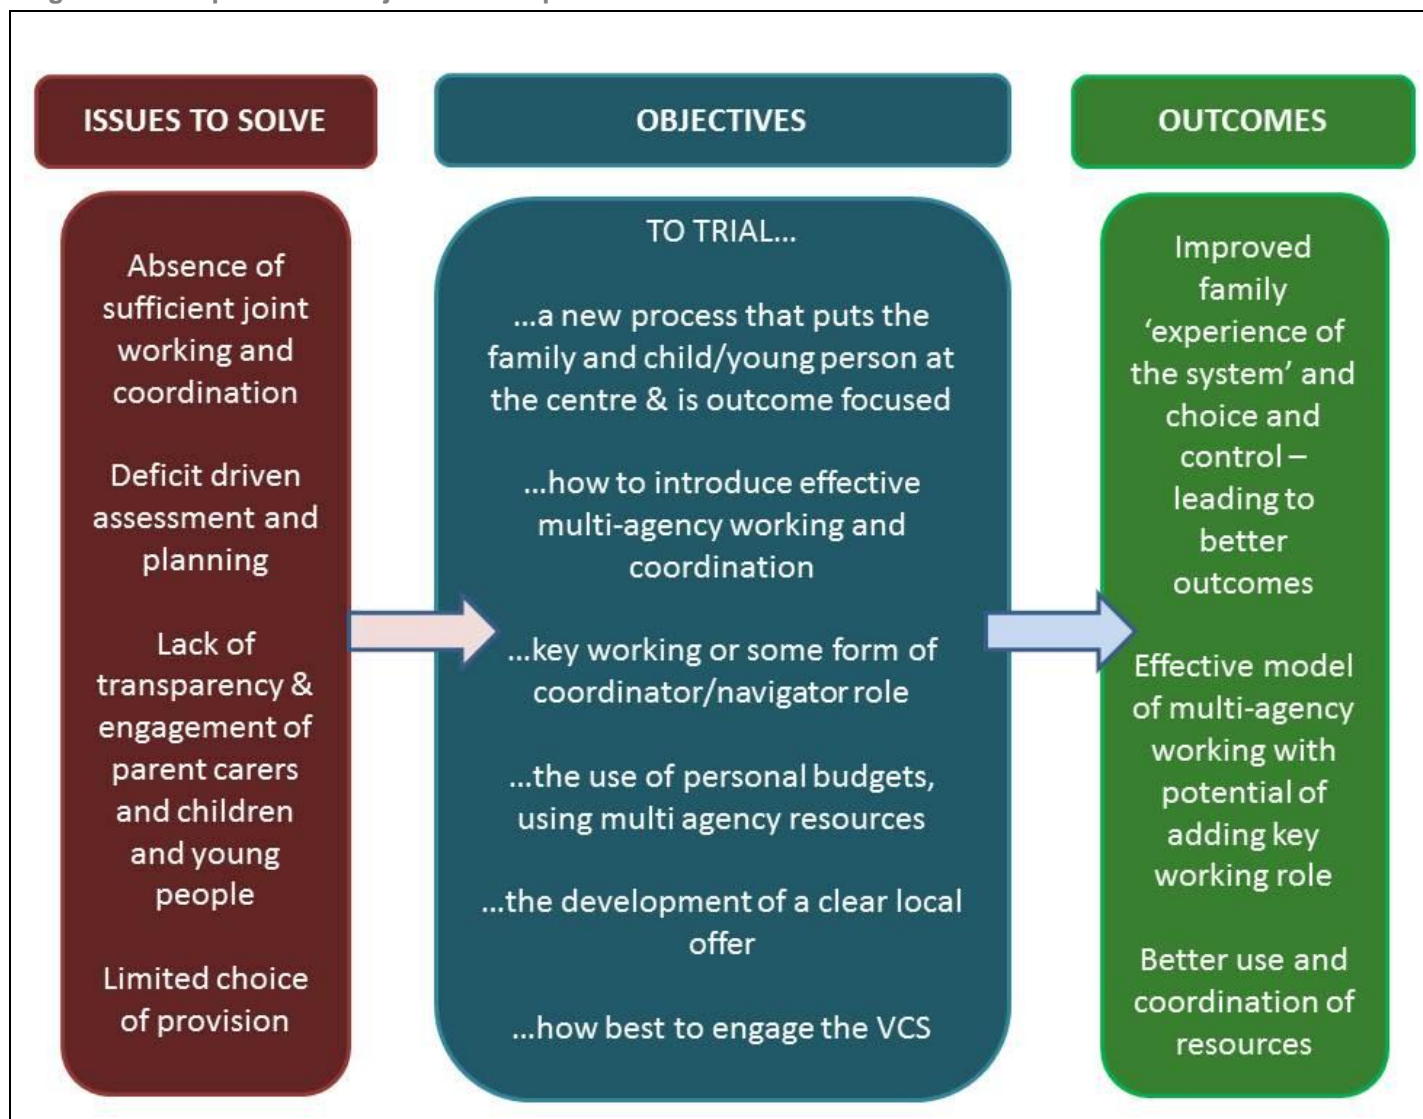 ISSUES TO SOLVE
Absence of
sufficient joint
working and
coordination
Deficit driven
assessment and
planning
Lack of
transparency &
engagement of
parent carers
and children
and young
people
Limited choice
of provision
OBJECTIVES
TO TRIAL...
...a new process that puts the
family and child/young person at
the centre & is outcome focused
...how to introduce effective
multi-agency working and
coordination
...key working or some form of
coordinator/navigator role
...the use of personal budgets,
using multi agency resources
...the development of a clear local
offer
...how best to engage the VCS
OUTCOMES
Improved
family
‘experience of
the system’ and
choice and
control –
leading to
better
outcomes
Effective model
of multi-agency
working with
potential of
adding key
working role
Better use and
coordination of
resources